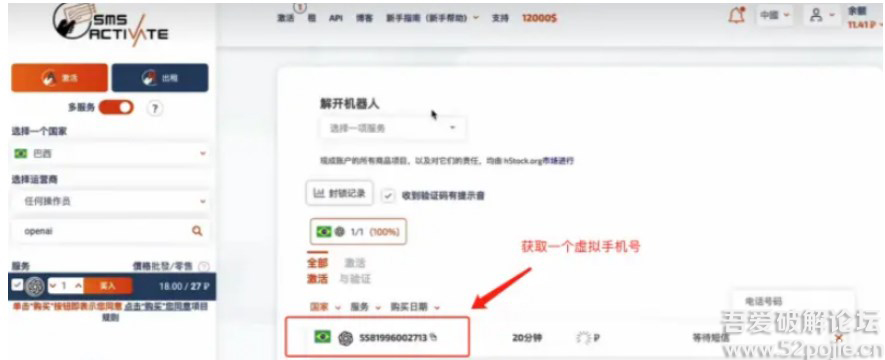 SMS
ACTIVATE
激活 1 租 API 博客 新手指南 (新手帮助) 支持 12000$
中國
余额
11.41 ₽
激活 出租
多服务 ?
选择一个国家
巴西
选择运营商
任何操作员
openai
服务 價格批發/零售 ?
1 买入 18.00 / 27 ₽
单击“购买”按钮即表示您同意 点击“购买”您同意项目
规则
解开机器人
选择一项服务
现成账户的所有商品项目，以及对它们的责任，均由 hStock.org市场进行
封锁记录 收到验证码有提示音
1/1 (100%)
全部 激活
激活 与验证
获取一个虚拟手机号
国家 服务 购买日期
电话号码
5581996002713 20分钟 ₽ 等待短信
吾爱破解论坛
www.52pojie.cn